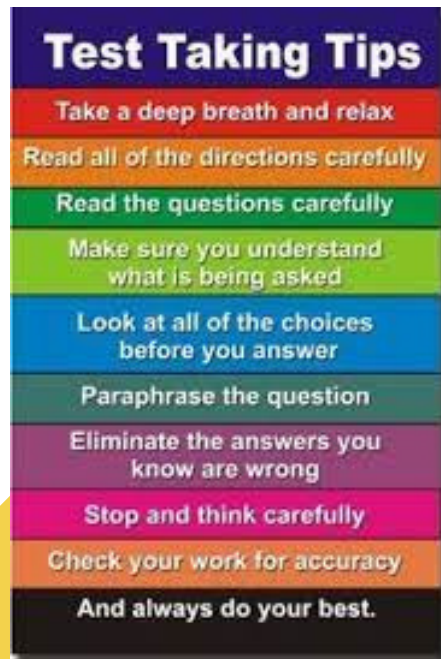 Test Taking Tips
Take a deep breath and relax
Read all of the directions carefully
Read the questions carefully
Make sure you understand
what is being asked
Look at all of the choices
before you answer
Paraphrase the question
Eliminate the answers you
know are wrong
Stop and think carefully
Check your work for accuracy
And always do your best.